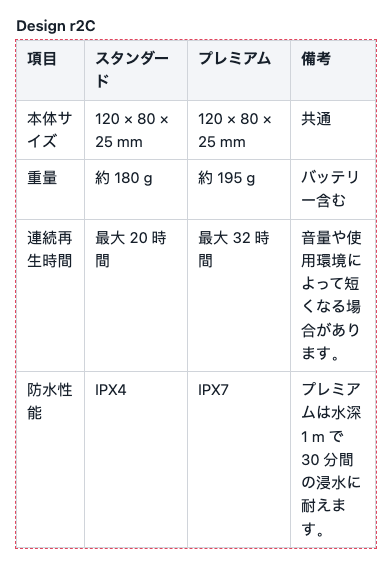 Design r2C
項目
スタンダー
ド
プレミアム
備考
本体サ
イズ
120 × 80 ×
25 mm
120 × 80 ×
25 mm
共通
重量
約 180 g
約 195 g
バッテリ
ー含む
連続再
生時間
最大 20 時
間
最大 32 時
間
音量や使
用環境に
よって短
くなる場
合があり
ます。
防水性
能
IPX4
IPX7
プレミア
ムは水深
1 m で
30 分間
の浸水に
耐えま
す。